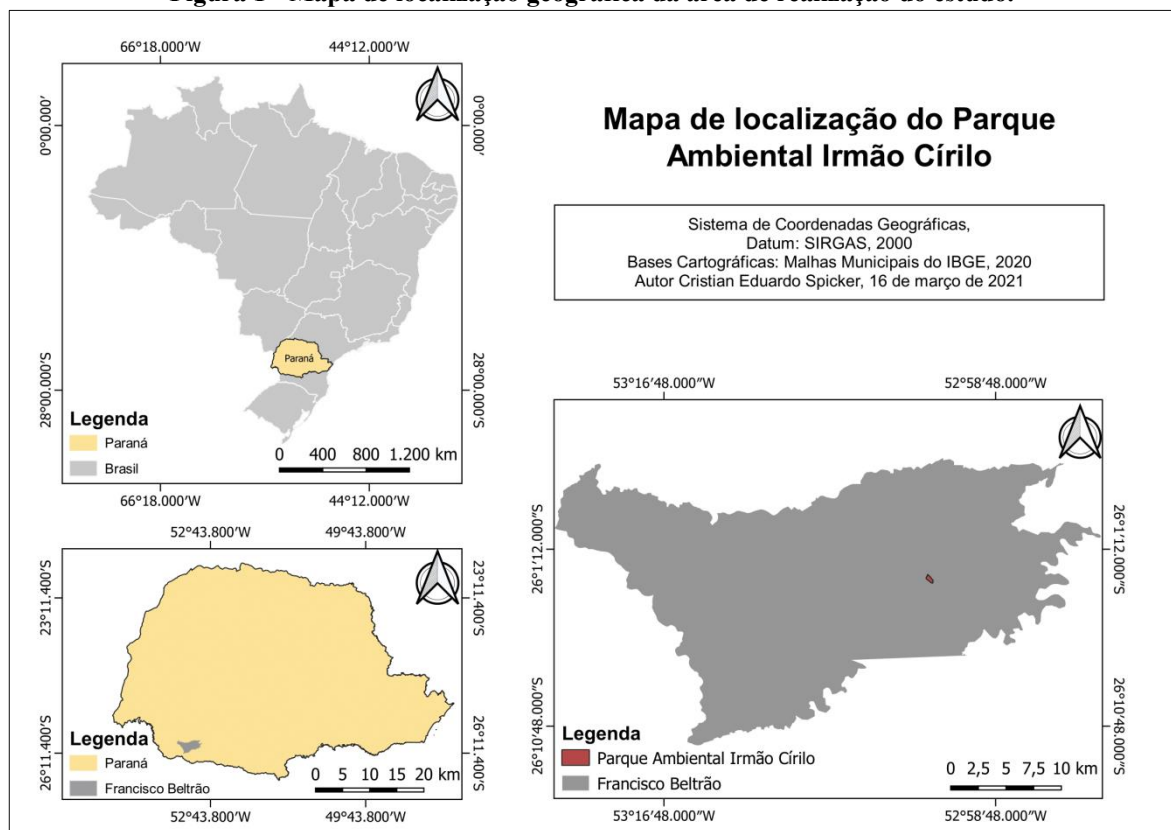 Figura 1 - Mapa de localização geográfica da área de realização do estudo.
66°18.000'W 44°12.000'W
0°00.000' 0°00.000'
Paraná
28°00.000'S 28°00.000'S
Legenda
Paraná
Brasil
0 400 800 1.200 km
66°18.000'W 44°12.000'W
Mapa de localização do Parque
Ambiental Irmão Círilo
Sistema de Coordenadas Geográficas,
Datum: SIRGAS, 2000
Bases Cartográficas: Malhas Municipais do IBGE, 2020
Autor Cristian Eduardo Spicker, 16 de março de 2021
52°43.800'W 49°43.800'W
23°11.400'S 23°11.400'S
26°11.400'S 26°11.400'S
Legenda
Paraná
Francisco Beltrão
0 5 10 15 20 km
52°43.800'W 49°43.800'W
53°16'48.000"W 52°58'48.000"W
26°1'12.000"S 26°1'12.000"S
26°10'48.000"S 26°10'48.000"S
Legenda
Parque Ambiental Irmão Círilo
Francisco Beltrão
0 2,5 5 7,5 10 km
53°16'48.000"W 52°58'48.000"W